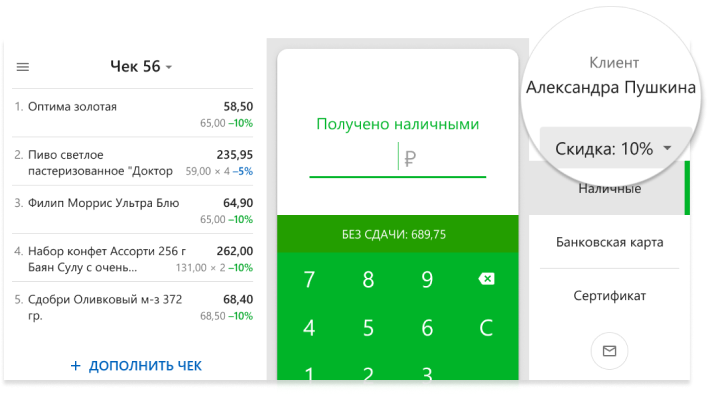 Чек 56
1. Оптима золотая 58,50
65,00 –10%
2. Пиво светлое 235,95
пастеризованное "Доктор 59,00 × 4 –5%
3. Филип Моррис Ультра Блю 64,90
65,00 –10%
4. Набор конфет Ассорти 256 г 262,00
Баян Сулу с очень... 131,00 × 2 –10%
5. Сдобри Оливковый м-з 372 68,40
гр. 68,50 –10%
+ ДОПОЛНИТЬ ЧЕК
Получено наличными
₽
БЕЗ СДАЧИ: 689,75
7 8 9
4 5 6 C
1 2 3
Клиент
Александра Пушкина
Скидка: 10%
Наличные
Банковская карта
Сертификат